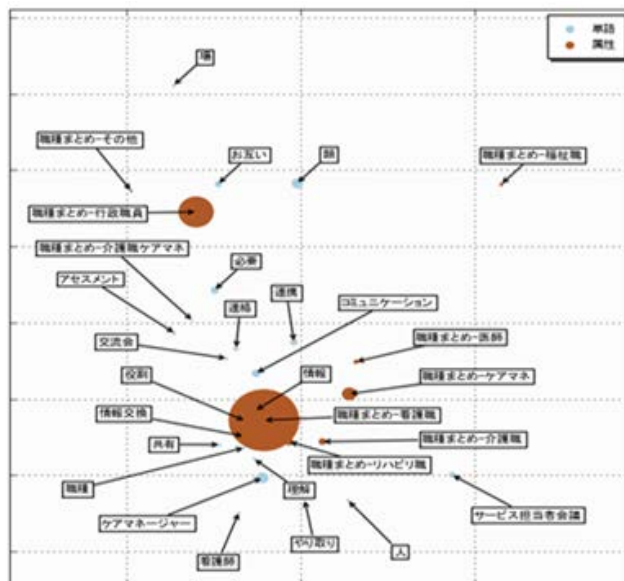 単語
属性
場
職種まとめ-その他
お互い
顔
職種まとめ-福祉職
職種まとめ-行政職員
職種まとめ-介護職ケアマネ
必要
アセスメント
連絡
連携
コミュニケーション
交流会
職種まとめ-医師
役割
情報
職種まとめ-ケアマネ
情報交換
職種まとめ-看護職
共有
職種まとめ-介護職
職種まとめ-リハビリ職
職種
理解
ケアマネージャー
サービス担当者会議
看護師
やり取り
人